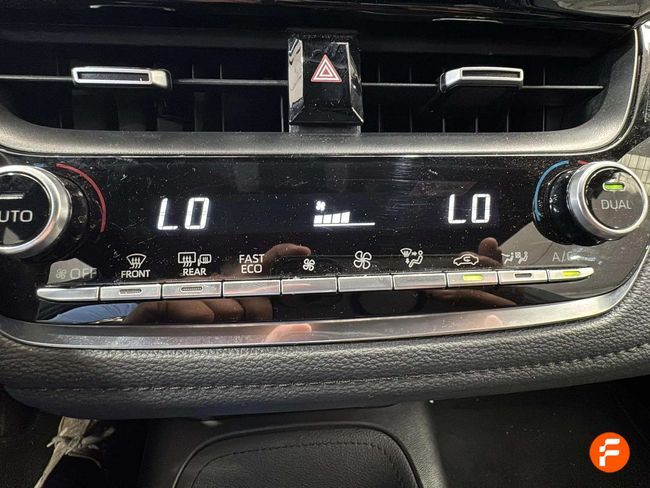 AUTO
LO
LO
DUAL
OFF
FRONT
REAR
FAST
ECO
A/C